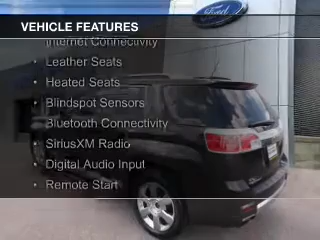 VEHICLE FEATURES
Internet Connectivity
• Leather Seats
• Heated Seats
• Blindspot Sensors
• Bluetooth Connectivity
• SiriusXM Radio
• Digital Audio Input
• Remote Start
Ford